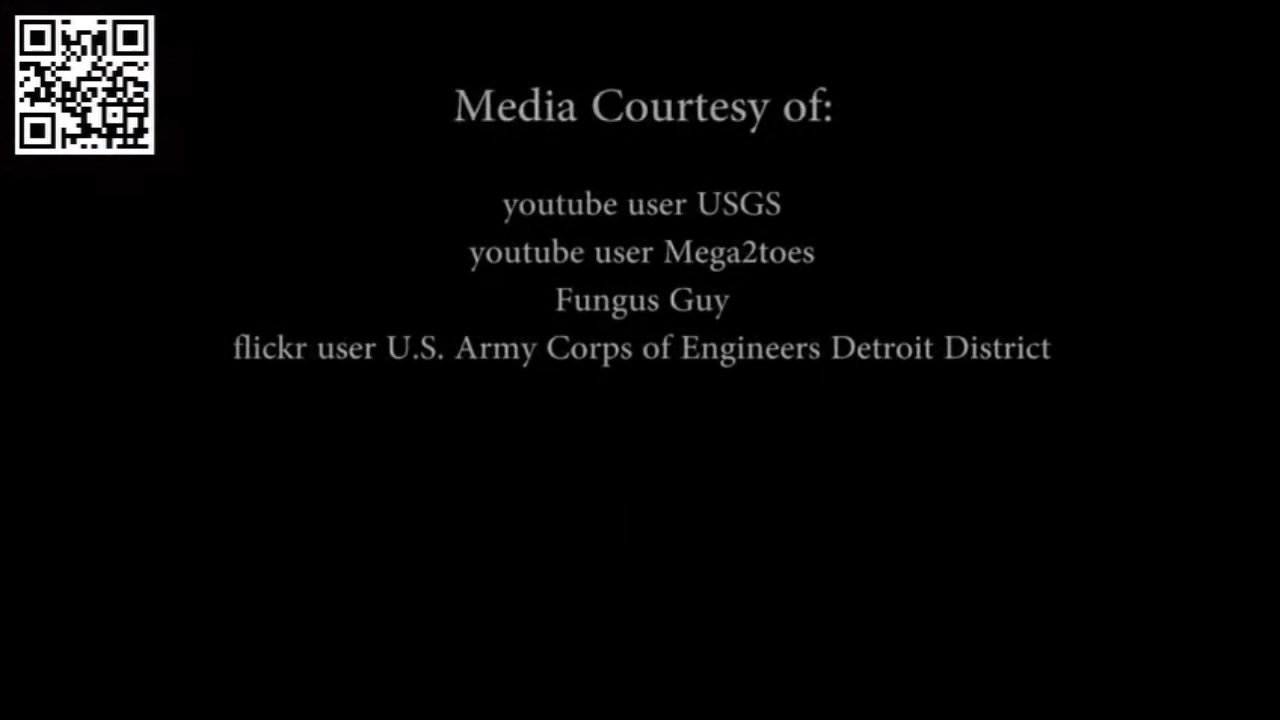 Media Courtesy of:
youtube user USGS
youtube user Mega2toes
Fungus Guy
flickr user U.S. Army Corps of Engineers Detroit District